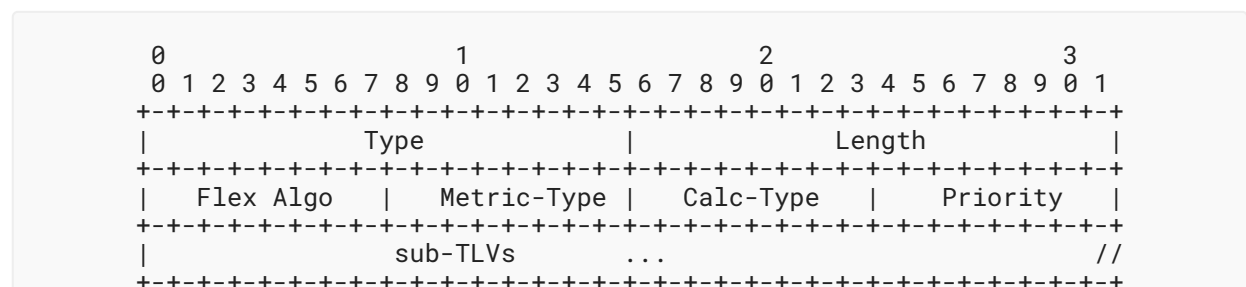 0                   1                   2                   3
 0 1 2 3 4 5 6 7 8 9 0 1 2 3 4 5 6 7 8 9 0 1 2 3 4 5 6 7 8 9 0 1
+-+-+-+-+-+-+-+-+-+-+-+-+-+-+-+-+-+-+-+-+-+-+-+-+-+-+-+-+-+-+-+-+
|              Type             |             Length            |
+-+-+-+-+-+-+-+-+-+-+-+-+-+-+-+-+-+-+-+-+-+-+-+-+-+-+-+-+-+-+-+-+
|   Flex Algo   |   Metric-Type |   Calc-Type   |    Priority   |
+-+-+-+-+-+-+-+-+-+-+-+-+-+-+-+-+-+-+-+-+-+-+-+-+-+-+-+-+-+-+-+-+
|                sub-TLVs       ...                            //
+-+-+-+-+-+-+-+-+-+-+-+-+-+-+-+-+-+-+-+-+-+-+-+-+-+-+-+-+-+-+-+-+